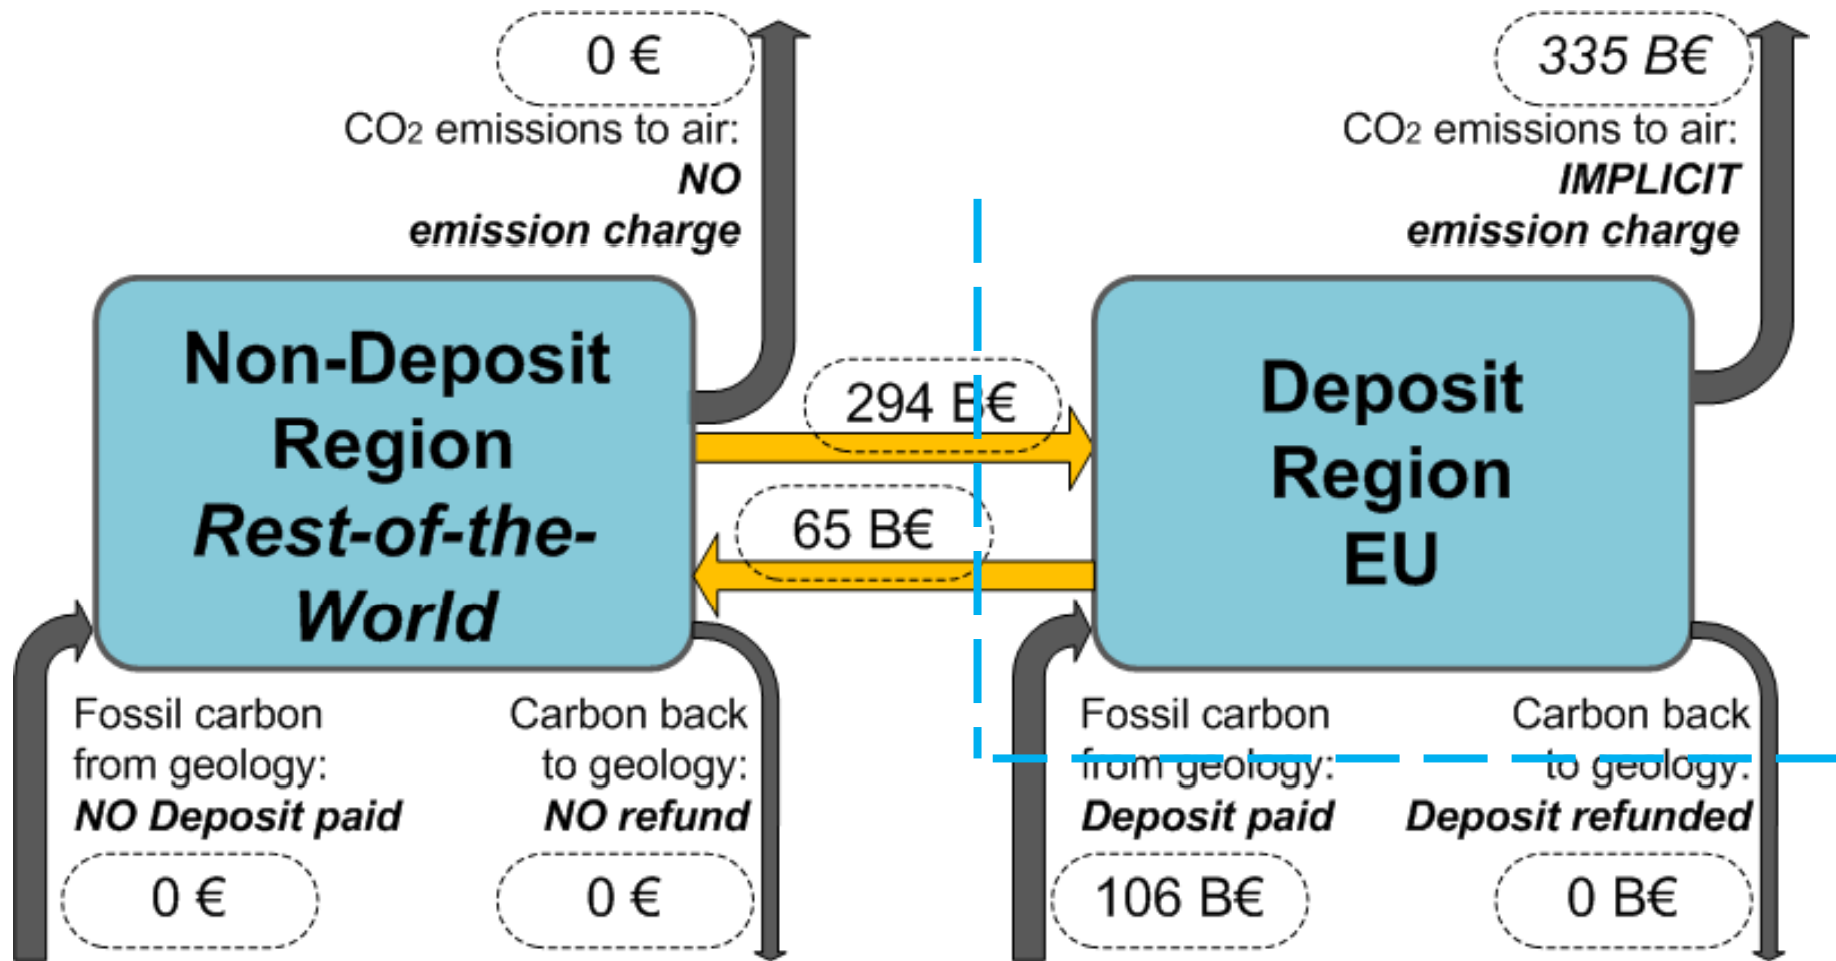 0 €
CO2 emissions to air:
NO
emission charge
335 B€
CO2 emissions to air:
IMPLICIT
emission charge
Non-Deposit
Region
Rest-of-the-
World
294 B€
65 B€
Deposit
Region
EU
Fossil carbon
from geology:
NO Deposit paid
0 €
Carbon back
to geology:
NO refund
0 €
Fossil carbon
from geology:
Deposit paid
106 B€
Carbon back
to geology:
Deposit refunded
0 B€